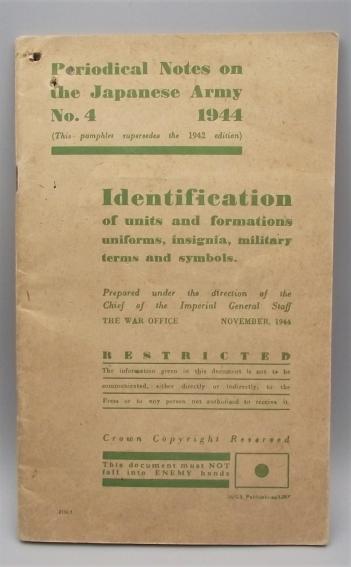 Periodical Notes on
the Japanese Army
No. 4 1944
(This pamphlet supersedes the 1942 edition)
Identification
of units and formations
uniforms, insignia, military
terms and symbols.
Prepared under the direction of the
Chief of the Imperial General Staff
THE WAR OFFICE NOVEMBER, 1944
RESTRICTED
The information given in this document is not to be
communicated, either directly or indirectly, to the
Press or to any person not authorised to receive it.
Crown Copyright Reserved
This document must NOT
fall into ENEMY hands